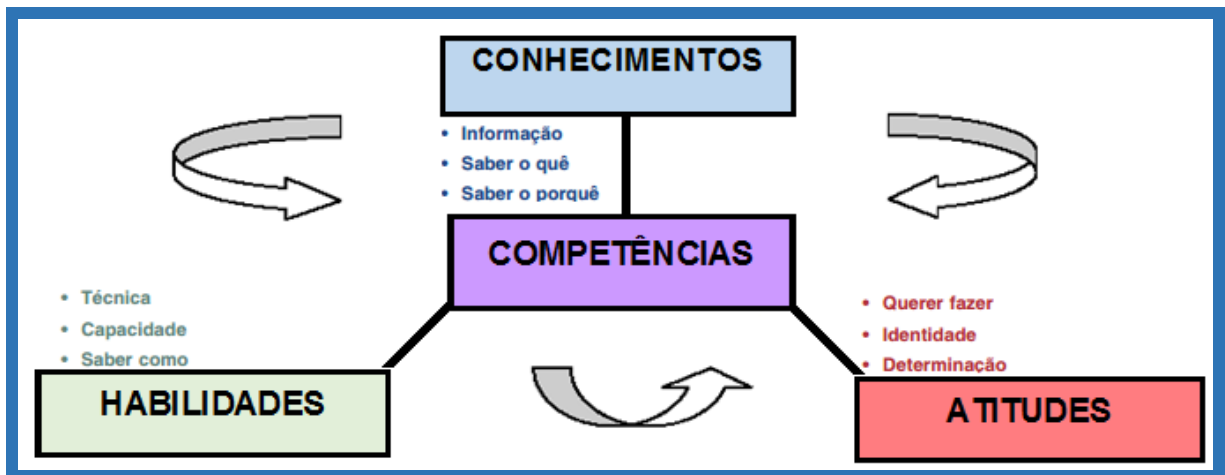 CONHECIMENTOS
• Informação
• Saber o quê
• Saber o porquê
COMPETÊNCIAS
• Técnica
• Capacidade
• Saber como
HABILIDADES
• Querer fazer
• Identidade
• Determinação
ATITUDES